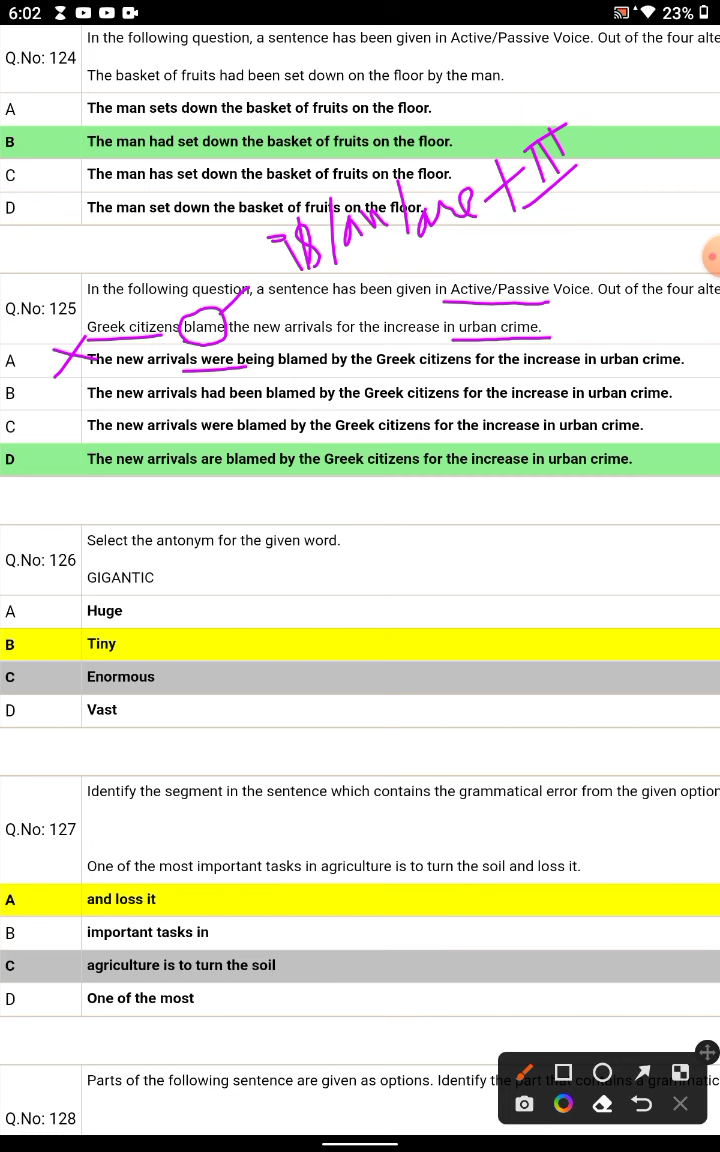 6:02 23%
In the following question, a sentence has been given in Active/Passive Voice. Out of the four alte
Q.No: 124
The basket of fruits had been set down on the floor by the man.
A The man sets down the basket of fruits on the floor.
B The man had set down the basket of fruits on the floor.
C The man has set down the basket of fruits on the floor.
D The man set down the basket of fruits on the floor.
/am/are + III
In the following question, a sentence has been given in Active/Passive Voice. Out of the four alte
Q.No: 125
Greek citizens blame the new arrivals for the increase in urban crime.
A The new arrivals were being blamed by the Greek citizens for the increase in urban crime.
B The new arrivals had been blamed by the Greek citizens for the increase in urban crime.
C The new arrivals were blamed by the Greek citizens for the increase in urban crime.
D The new arrivals are blamed by the Greek citizens for the increase in urban crime.
Select the antonym for the given word.
Q.No: 126
GIGANTIC
A Huge
B Tiny
C Enormous
D Vast
Identify the segment in the sentence which contains the grammatical error from the given option
Q.No: 127
One of the most important tasks in agriculture is to turn the soil and loss it.
A and loss it
B important tasks in
C agriculture is to turn the soil
D One of the most
Parts of the following sentence are given as options. Identify the part that contains a grammatic
Q.No: 128